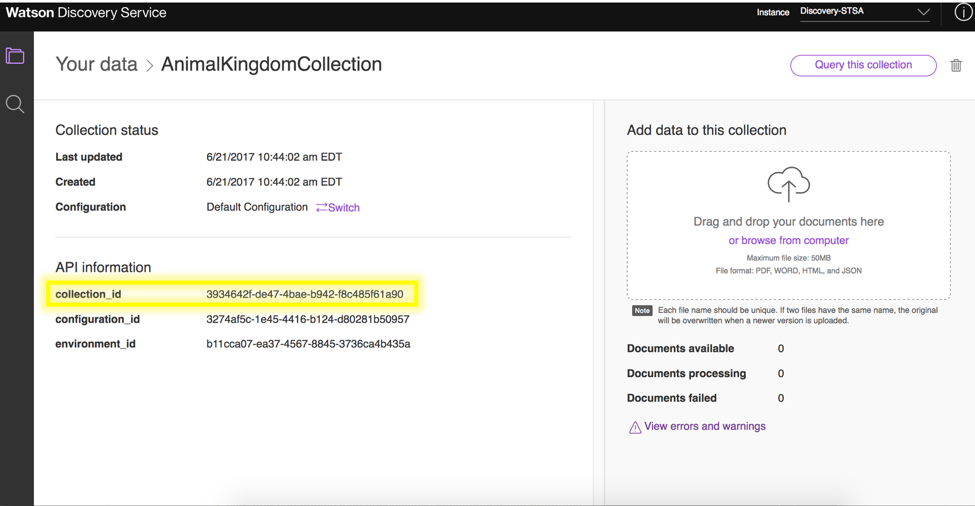 Watson Discovery Service
Instance Discovery-STSA
Your data > AnimalKingdomCollection
Query this collection
Collection status
Last updated 6/21/2017 10:44:02 am EDT
Created 6/21/2017 10:44:02 am EDT
Configuration Default Configuration Switch
API information
collection_id 3934642f-de47-4bae-b942-f8c485f61a90
configuration_id 3274af5c-1e45-4416-b124-d80281b50957
environment_id b11cca07-ea37-4567-8845-3736ca4b435a
Add data to this collection
Drag and drop your documents here
or browse from computer
Maximum file size: 50MB
File format: PDF, WORD, HTML, and JSON
Note Each file name should be unique. If two files have the same name, the original
will be overwritten when a newer version is uploaded.
Documents available 0
Documents processing 0
Documents failed 0
View errors and warnings